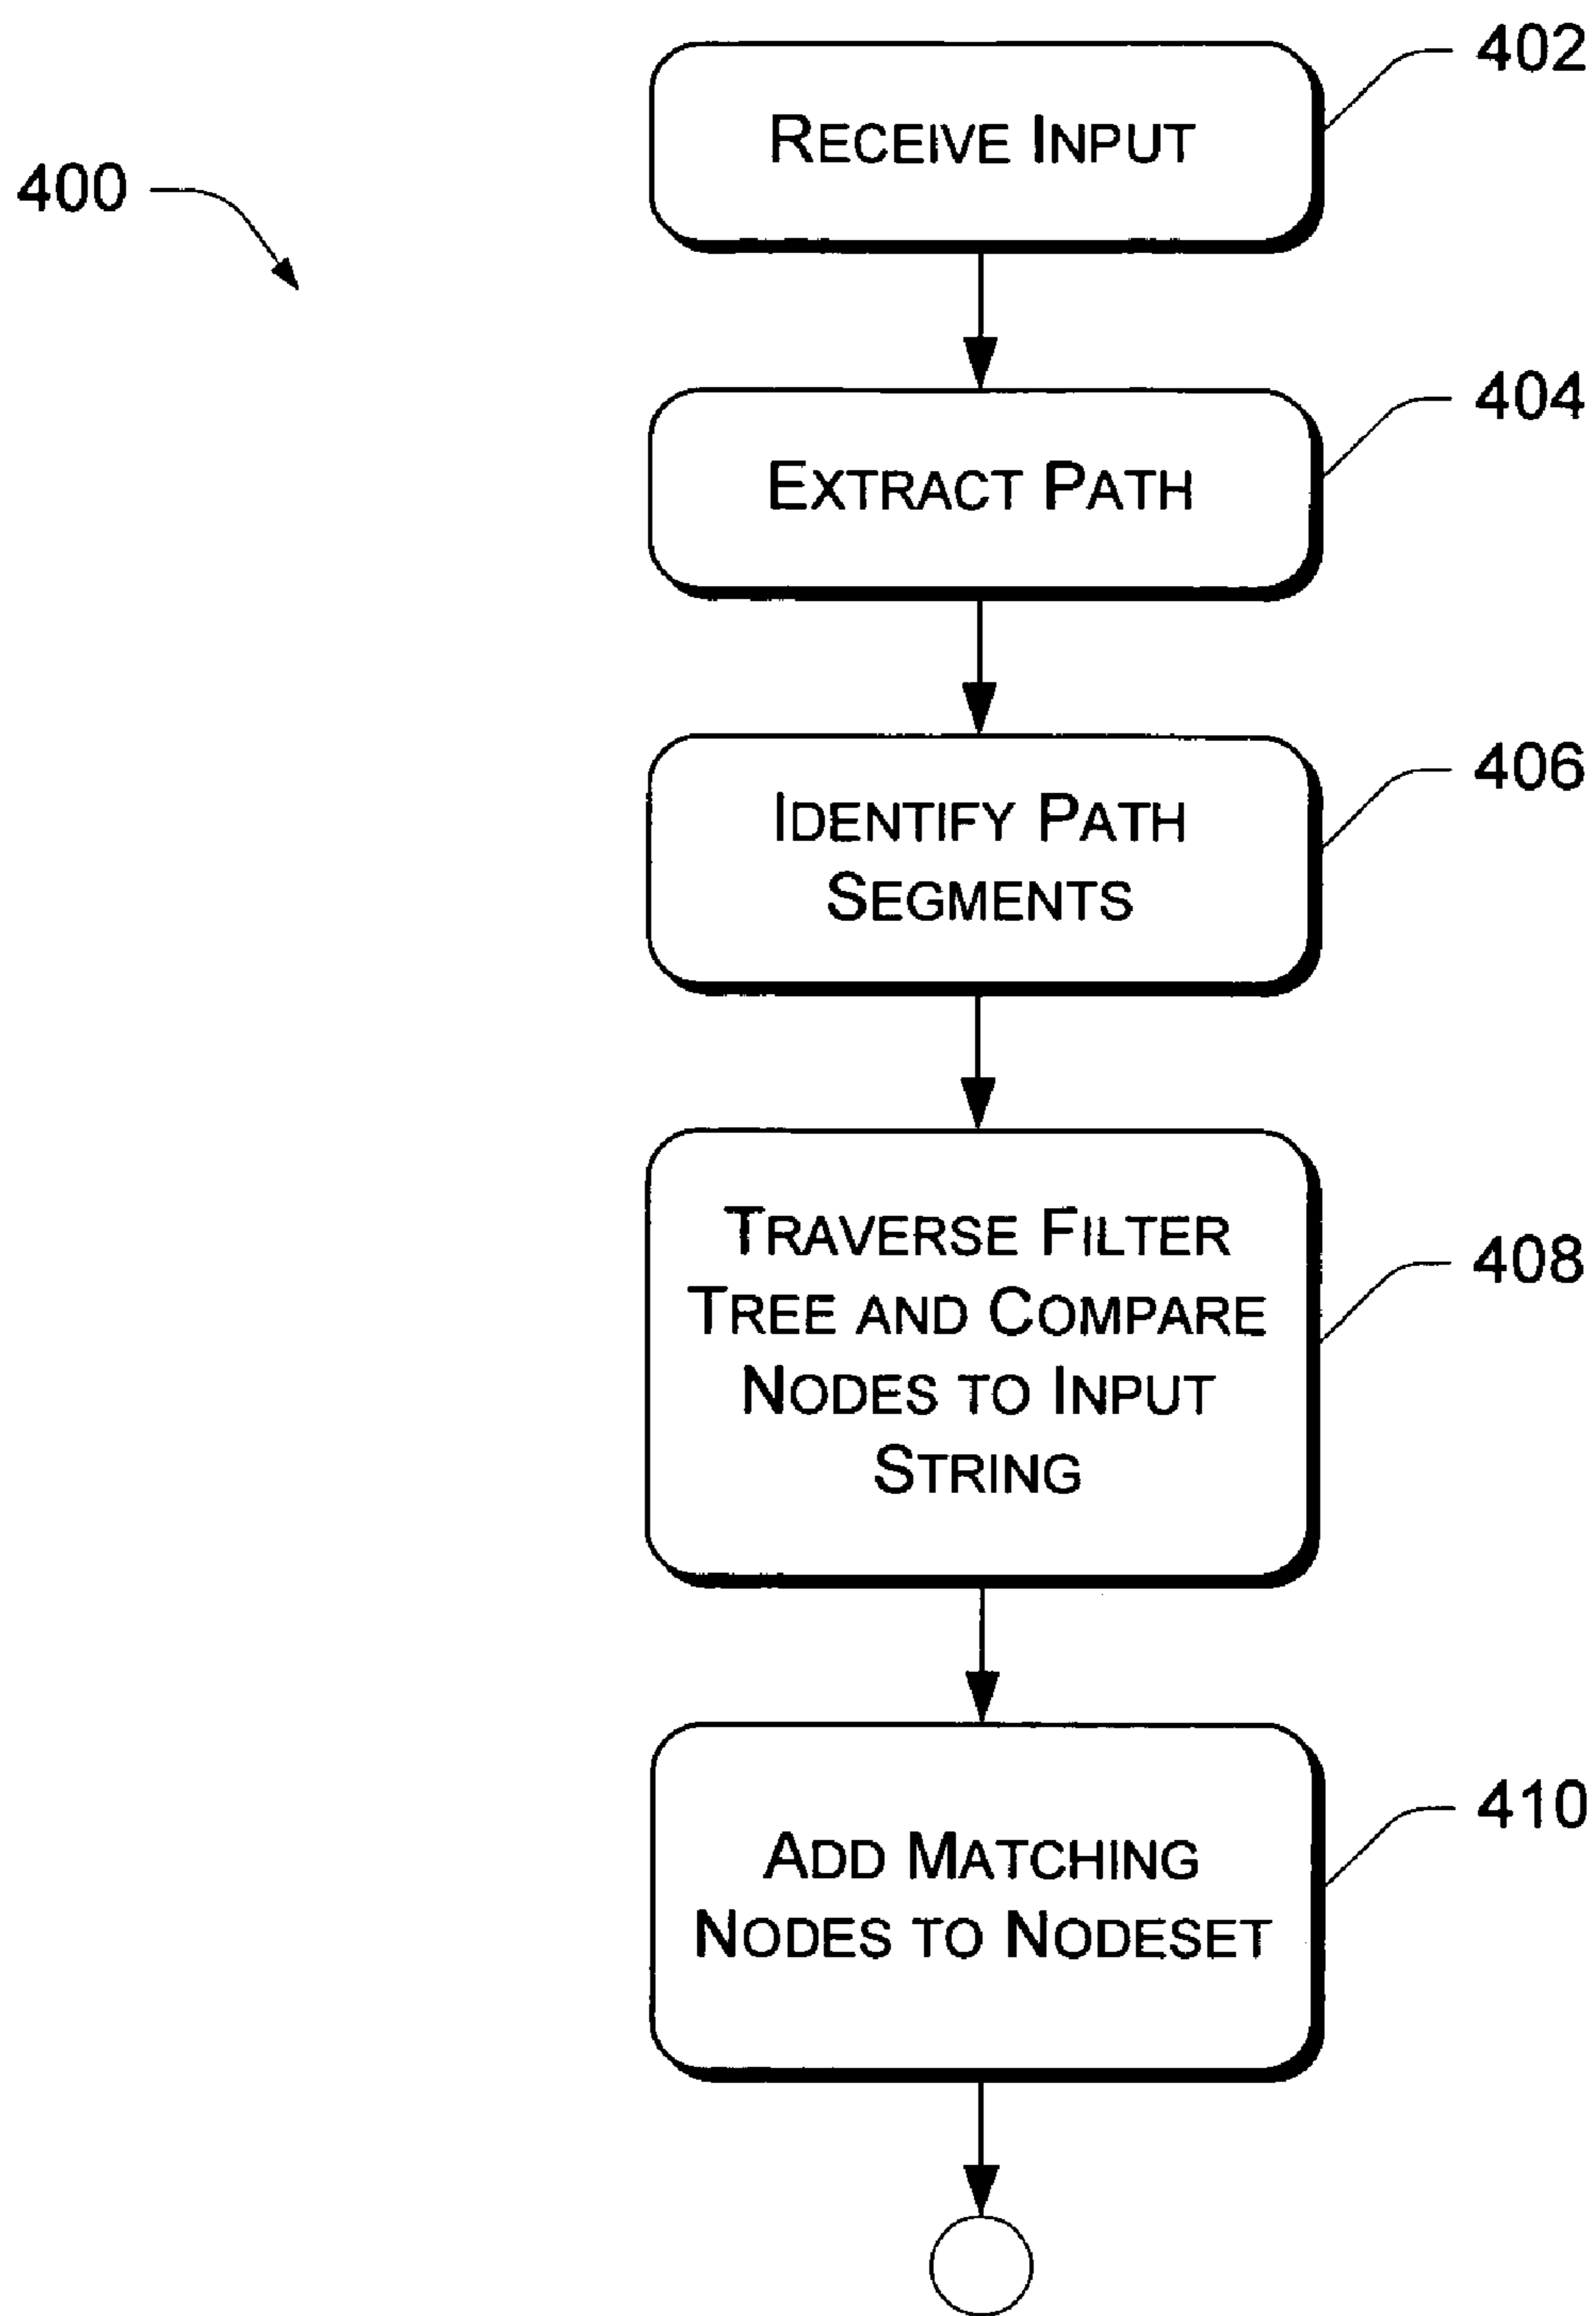 402
RECEIVE INPUT
400
404
EXTRACT PATH
406
IDENTIFY PATH
SEGMENTS
TRAVERSE FILTER
408
TREE AND COMPARE
NODES TO INPUT
STRING
410
ADD MATCHING
NODES TO NODESET